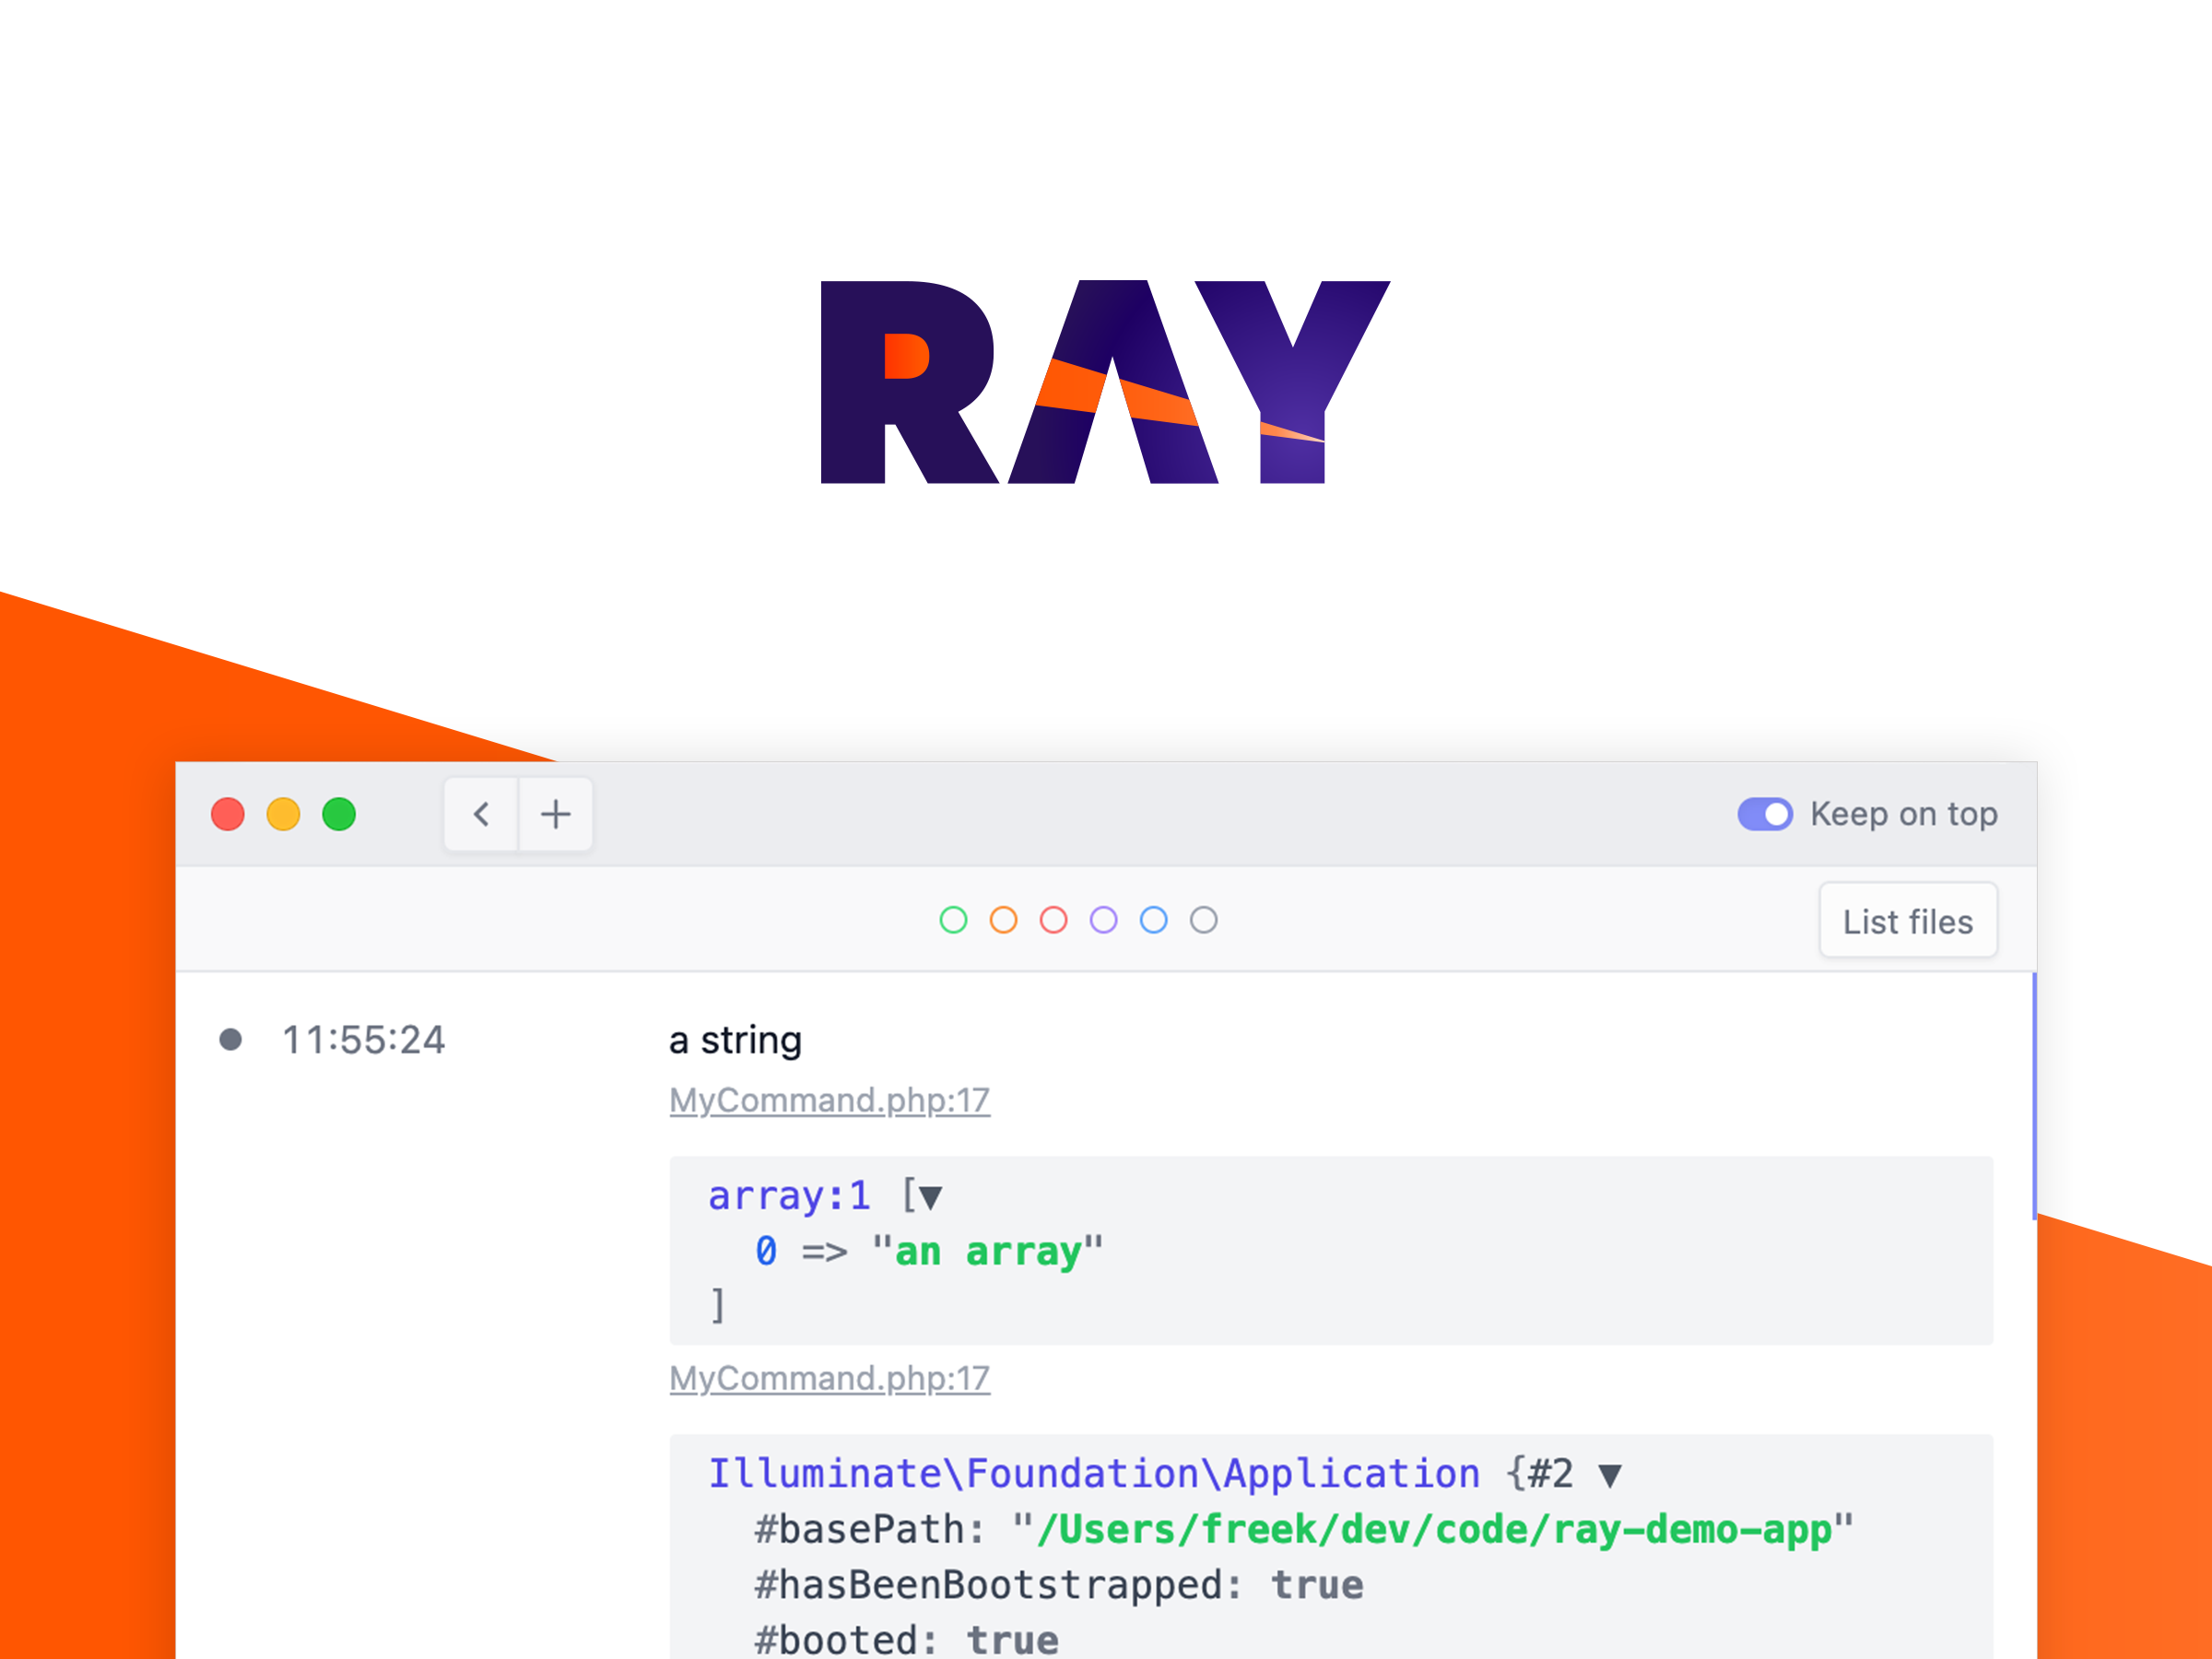 RAY
Keep on top
List files
11:55:24
a string
MyCommand.php:17
array:1 [▼
0 => "an array"
]
MyCommand.php:17
Illuminate\Foundation\Application {#2 ▼
#basePath: "/Users/freek/dev/code/ray-demo-app"
#hasBeenBootstrapped: true
#booted: true